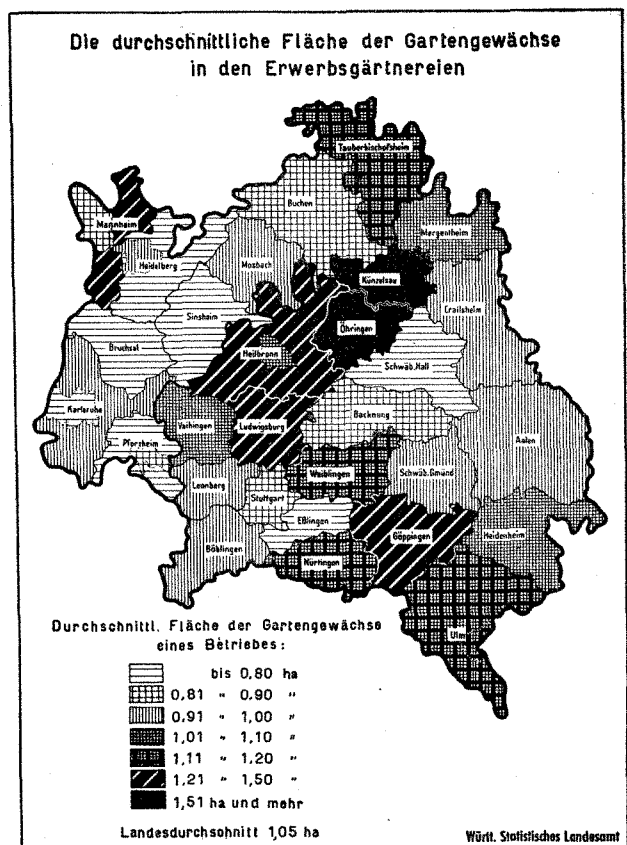 Die durchschnittliche Fläche der Gartengewächse
in den Erwerbsgärtnereien
Tauberbischofsheim
Buchen
Mannheim
Mergentheim
Heidelberg
Mosbach
Künzelsau
Crailsheim
Sinsheim
Öhringen
Bruchsal
Heilbronn
Schwäb. Hall
Karlsruhe
Backnang
Vaihingen
Ludwigsburg
Pforzheim
Aalen
Waiblingen
Schwäb. Gmünd
Leonberg
Stuttgart
Eßlingen
Göppingen
Heidenheim
Böblingen
Nürtingen
Ulm
Durchschnittl. Fläche der Gartengewächse
eines Betriebes:
bis 0,80 ha
0,81 " 0,90 "
0,91 " 1,00 "
1,01 " 1,10 "
1,11 " 1,20 "
1,21 " 1,50 "
1,51 ha und mehr
Landesdurchschnitt 1,05 ha
Württ. Statistisches Landesamt